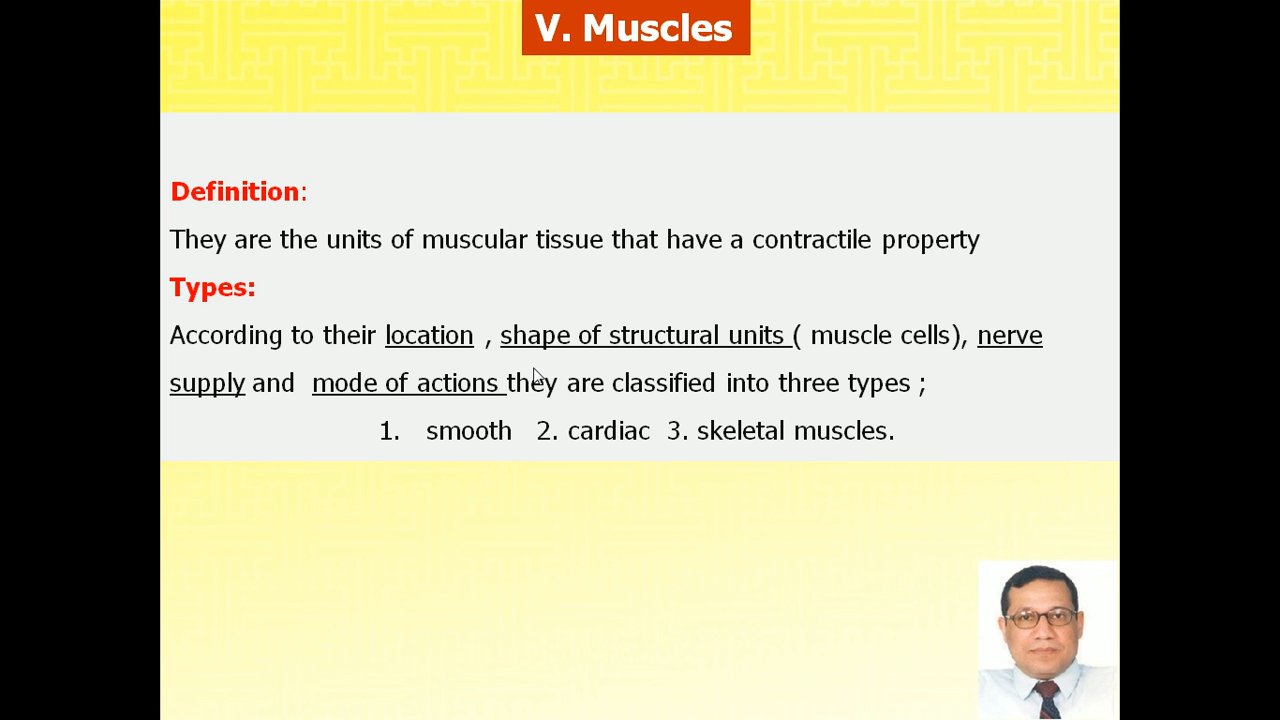 V. Muscles
Definition:
They are the units of muscular tissue that have a contractile property
Types:
According to their location , shape of structural units ( muscle cells), nerve
supply and mode of actions they are classified into three types ;
1. smooth 2. cardiac 3. skeletal muscles.